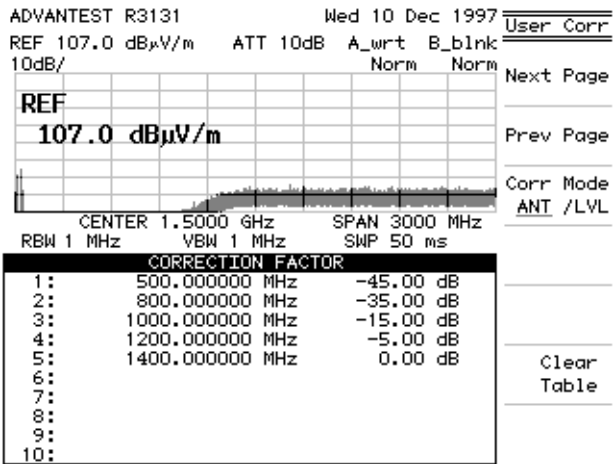 ADVANTEST R3131 Wed 10 Dec 1997
REF 107.0 dBµV/m ATT 10dB A_wrt B_blnk
10dB/ Norm Norm
REF
107.0 dBµV/m
CENTER 1.5000 GHz SPAN 3000 MHz
RBW 1 MHz VBW 1 MHz SWP 50 ms
CORRECTION FACTOR
1: 500.000000 MHz -45.00 dB
2: 800.000000 MHz -35.00 dB
3: 1000.000000 MHz -15.00 dB
4: 1200.000000 MHz -5.00 dB
5: 1400.000000 MHz 0.00 dB
6:
7:
8:
9:
10:
User Corr
Next Page
Prev Page
Corr Mode
ANT /LVL
Clear
Table